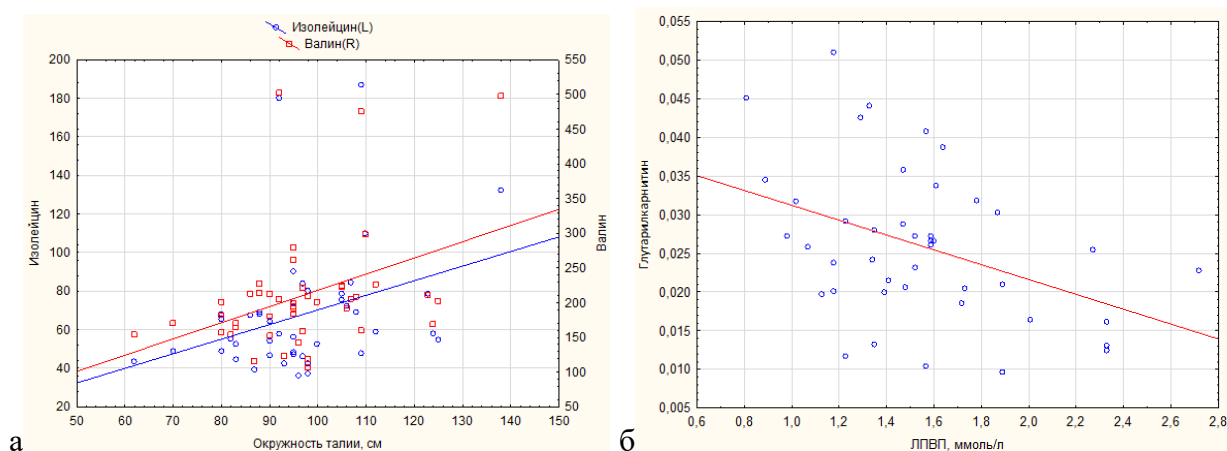 Изолейцин(L)
Валин(R)
200
180
160
140
120
100
80
60
40
20
Изолейцин
550
500
450
400
350
300
250
200
150
100
50
Валин
50 60 70 80 90 100 110 120 130 140 150
Окружность талии, см
а
0,055
0,050
0,045
0,040
0,035
0,030
0,025
0,020
0,015
0,010
0,005
Глутарилкарнитин
0,6 0,8 1,0 1,2 1,4 1,6 1,8 2,0 2,2 2,4 2,6 2,8
ЛПВП, ммоль/л
б